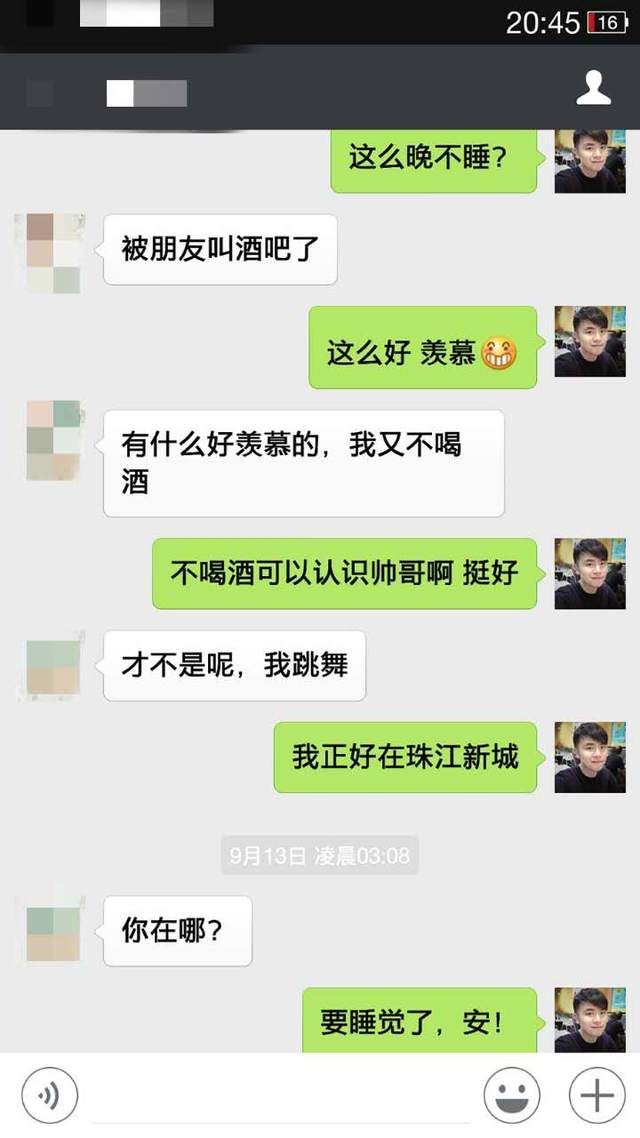 20:45
16
这么晚不睡？
被朋友叫酒吧了
这么好 羡慕
有什么好羡慕的，我又不喝
酒
不喝酒可以认识帅哥啊 挺好
才不是呢，我跳舞
我正好在珠江新城
9月13日 凌晨03:08
你在哪？
要睡觉了，安！